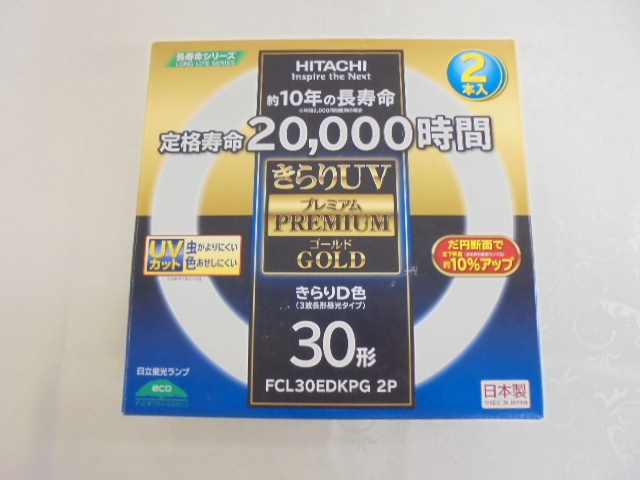 長寿命シリーズ
LONG LIFE SERIES
HITACHI
Inspire the Next
2
本入
約10年の長寿命
定格寿命20,000時間
きらりUV
プレミアム
PREMIUM
ゴールド
GOLD
UV
カット
虫がよりにくい
色あせしにくい
だ円断面で
約10%アップ
きらりD色
(3波長形昼光タイプ)
30形
FCL30EDKPG 2P
日立蛍光ランプ
eco
日本製
MADE IN JAPAN